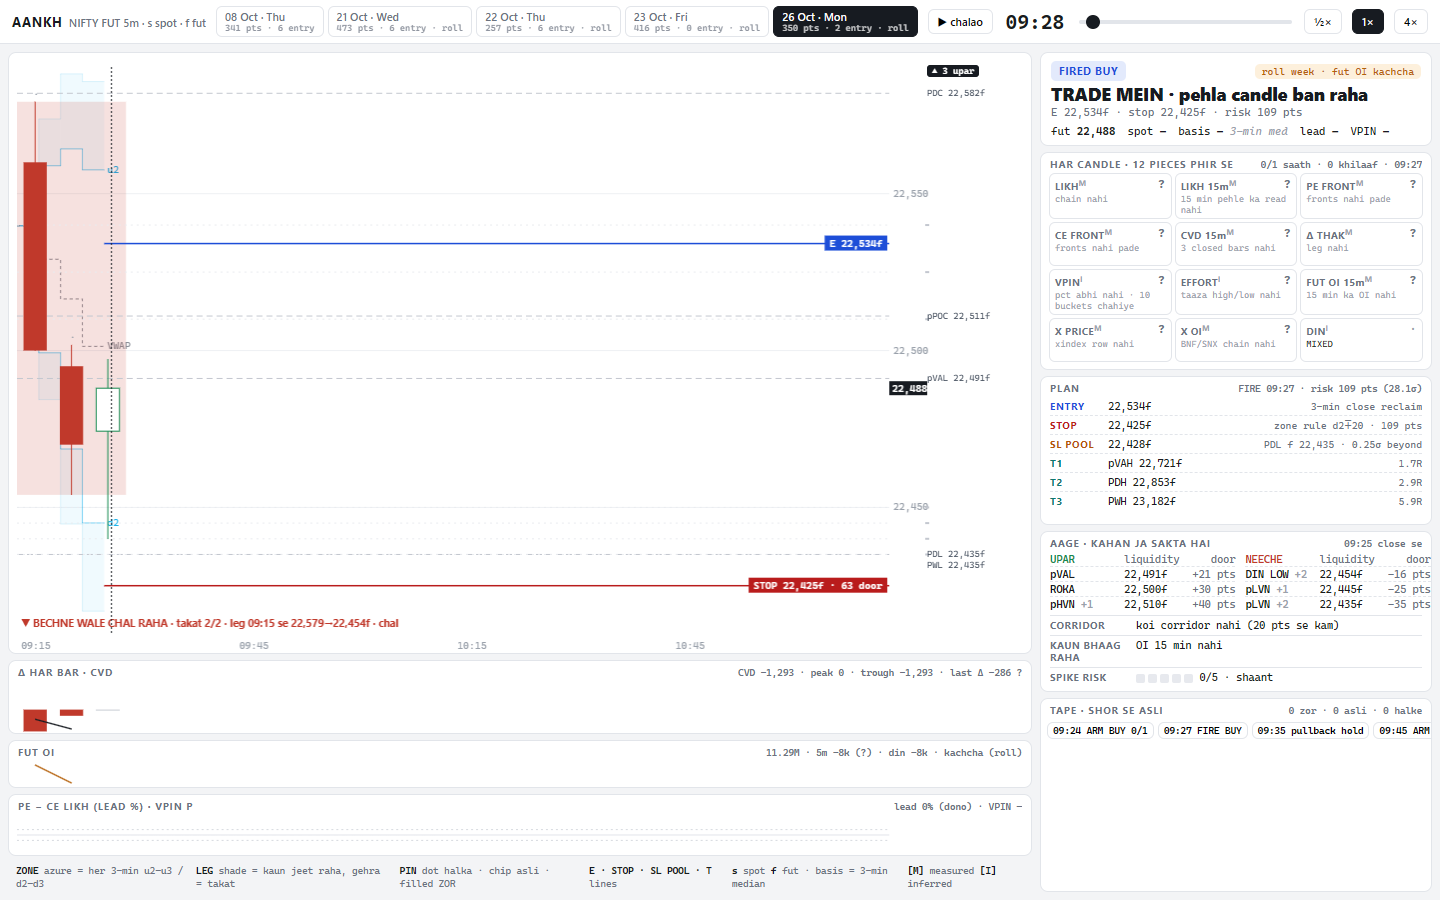 AANKH NIFTY FUT 5m · s spot · f fut
08 Oct · Thu
341 pts · 6 entry · roll
21 Oct · Wed
473 pts · 6 entry · roll
22 Oct · Thu
257 pts · 6 entry · roll
23 Oct · Fri
416 pts · 0 entry · roll
26 Oct · Mon
350 pts · 2 entry · roll
▶ chalao
09:28
½×
1×
4×
▲ 3 upar
PDC 22,582f
u2
22,550
E 22,534f
pPOC 22,511f
VWAP
22,500
pVAL 22,491f
22,488
22,450
d2
PDL 22,435f
PWL 22,435f
STOP 22,425f · 63 door
▼ BECHNE WALE CHAL RAHA · takat 2/2 · leg 09:15 se 22,579→22,454f · chal
09:15 09:45 10:15 10:45
Δ HAR BAR · CVD
CVD −1,293 · peak 0 · trough −1,293 · last Δ −286 ?
FUT OI
11.29M · 5m −8k (?) · din −8k · kachcha (roll)
PE − CE LIKH (LEAD %) · VPIN P
lead 0% (dono) · VPIN −
ZONE azure = her 3-min u2–u3 / d2–d3
LEG shade = kaun jeet raha, gehra = takat
PIN dot halka · chip asli · filled ZOR
E · STOP · SL POOL · T lines
s spot f fut · basis = 3-min median
[M] measured [I] inferred
FIRED BUY
roll week · fut OI kachcha
TRADE MEIN · pehla candle ban raha
E 22,534f · stop 22,425f · risk 109 pts
fut 22,488 spot − basis − 3-min med lead − VPIN −
HAR CANDLE · 12 PIECES PHIR SE
0/1 saath · 0 khilaaf · 09:27
LIKH M ?
chain nahi
LIKH 15m M ?
15 min pehle ka read nahi
PE FRONT M ?
fronts nahi pade
CE FRONT M ?
fronts nahi pade
CVD 15m M ?
3 closed bars nahi
Δ THAK M ?
leg nahi
VPIN I ?
pct abhi nahi · 10 buckets chahiye
EFFORT I ?
taaza high/low nahi
FUT OI 15m M ?
15 min ka OI nahi
X PRICE M ?
xindex row nahi
X OI M ?
BNF/SNX chain nahi
DIN I ·
MIXED
PLAN
FIRE 09:27 · risk 109 pts (28.1σ)
ENTRY 22,534f 3-min close reclaim
STOP 22,425f zone rule d2∓20 · 109 pts
SL POOL 22,428f PDL f 22,435 · 0.25σ beyond
T1 pVAH 22,721f 1.7R
T2 PDH 22,853f 2.9R
T3 PWH 23,182f 5.9R
AAGE · KAHAN JA SAKTA HAI
09:25 close se
UPAR liquidity door NEECHE liquidity door
pVAL 22,491f +21 pts DIN LOW +2 22,454f −16 pts
ROKA 22,500f +30 pts pLVN +1 22,445f −25 pts
pHVN +1 22,510f +40 pts pLVN +2 22,435f −35 pts
CORRIDOR koi corridor nahi (20 pts se kam)
KAUN BHAAG RAHA OI 15 min nahi
SPIKE RISK 0/5 · shaant
TAPE · SHOR SE ASLI
0 zor · 0 asli · 0 halke
09:24 ARM BUY 0/1
09:27 FIRE BUY
09:35 pullback hold
09:45 ARM